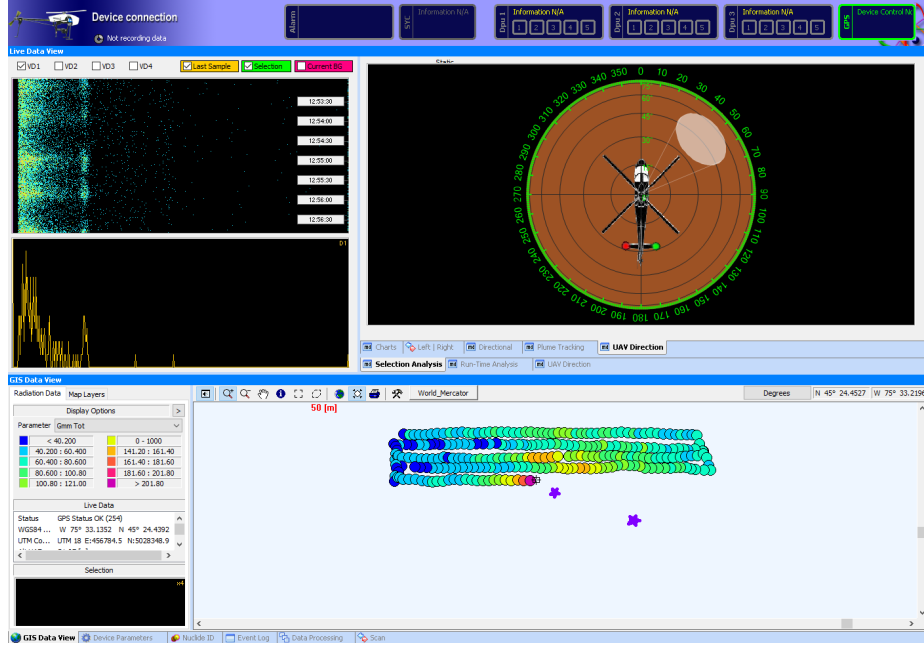 Device connection
Not recording data
Alarm
SYC
Information N/A
Dpu 1
Information N/A
1 2 3 4 5
Dpu 2
Information N/A
1 2 3 4 5
Dpu 3
Information N/A
1 2 3 4 5
GPS
Device Control No
Live Data View
VD1 VD2 VD3 VD4 Last Sample Selection Current BG
Static
12:53:30
12:54:00
12:54:30
12:55:00
12:55:30
12:56:00
12:56:30
D1
0 10 20 30 40 50 60 70 80 90 100 110 120 130 140 150 160 170 180 190 200 210 220 230 240 250 260 270 280 290 300 310 320 330 340 350
75
60
45
30
Charts Left | Right Directional Plume Tracking UAV Direction
Selection Analysis Run-Time Analysis UAV Direction
GIS Data View
Radiation Data Map Layers
World_Mercator
Degrees N 45° 24.4527 W 75° 33.2196
Display Options >
Parameter Gmm Tot
< 40.200 0 - 1000
40.200 : 60.400 141.20 : 161.40
60.400 : 80.600 161.40 : 181.60
80.600 : 100.80 181.60 : 201.80
100.80 : 121.00 > 201.80
50 [m]
Live Data
Status GPS Status OK (254)
WGS84 ... W 75° 33.1352 N 45° 24.4392
UTM Co... UTM 18 E:456784.5 N:5028348.9
Selection
x4
GIS Data View Device Parameters Nuclide ID Event Log Data Processing Scan